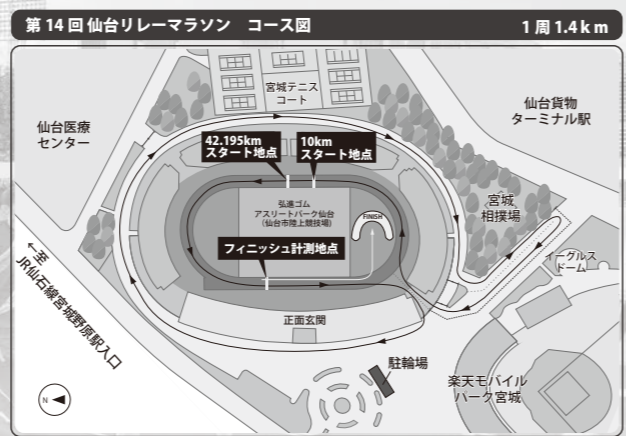 第14回 仙台リレーマラソン　コース図
1周 1.4km
宮城テニス
コート
仙台医療
センター
仙台貨物
ターミナル駅
42.195km
スタート地点
10km
スタート地点
宮城
相撲場
弘進ゴム
アスリートパーク仙台
(仙台市陸上競技場)
FINISH
イーグルス
ドーム
フィニッシュ計測地点
←至
JR仙石線宮城野原駅入口
正面玄関
駐輪場
楽天モバイル
パーク宮城
N